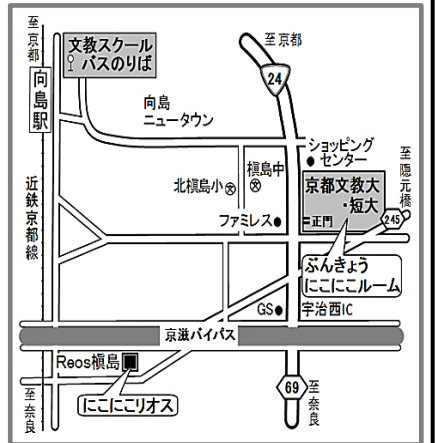 至京都
文教スクール
バスのりば
至京都
向島駅
24
向島
ニュータウン
ショッピング
センター
至隠元橋
槇島中
北槇島小
京都文教大
・短大
近鉄京都線
ファミレス
正門
245
ぶんきょう
にこにこルーム
GS
宇治西IC
京滋バイパス
Reos槇島
にこにこリオス
69
至奈良
至奈良